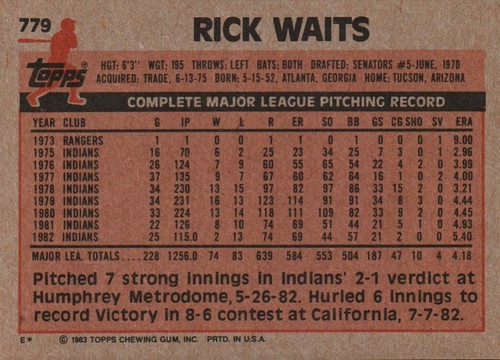 779
RICK WAITS
topps®
HGT: 6'3" WGT: 195 THROWS: LEFT BATS: BOTH DRAFTED: SENATORS #5-JUNE, 1970
ACQUIRED: TRADE, 6-13-75 BORN: 5-15-52, ATLANTA, GEORGIA HOME: TUCSON, ARIZONA
COMPLETE MAJOR LEAGUE PITCHING RECORD
YEAR CLUB G IP W L R ER SO BB GS CG SHO SV ERA
1973 RANGERS 1 1 0 0 1 1 0 1 0 0 0 1 9.00
1975 INDIANS 16 70 6 2 25 23 34 25 7 3 0 1 2.96
1976 INDIANS 26 124 7 9 60 55 65 54 22 4 2 0 3.99
1977 INDIANS 37 135 9 7 67 60 62 64 16 1 0 2 4.00
1978 INDIANS 34 230 13 15 97 82 97 86 33 15 2 0 3.21
1979 INDIANS 34 231 16 13 123 114 91 91 34 8 3 0 4.44
1980 INDIANS 33 224 13 14 118 111 109 82 33 9 2 0 4.45
1981 INDIANS 22 126 8 10 74 69 51 44 21 5 1 0 4.93
1982 INDIANS 25 115.0 2 13 74 69 44 57 21 2 0 0 5.40
MAJOR LEA. TOTALS 228 1256.0 74 83 639 584 553 504 187 47 10 4 4.18
Pitched 7 strong innings in Indians' 2-1 verdict at
Humphrey Metrodome, 5-26-82. Hurled 6 innings to
record Victory in 8-6 contest at California, 7-7-82.
E* © 1983 TOPPS CHEWING GUM, INC. PRTD. IN U.S.A.